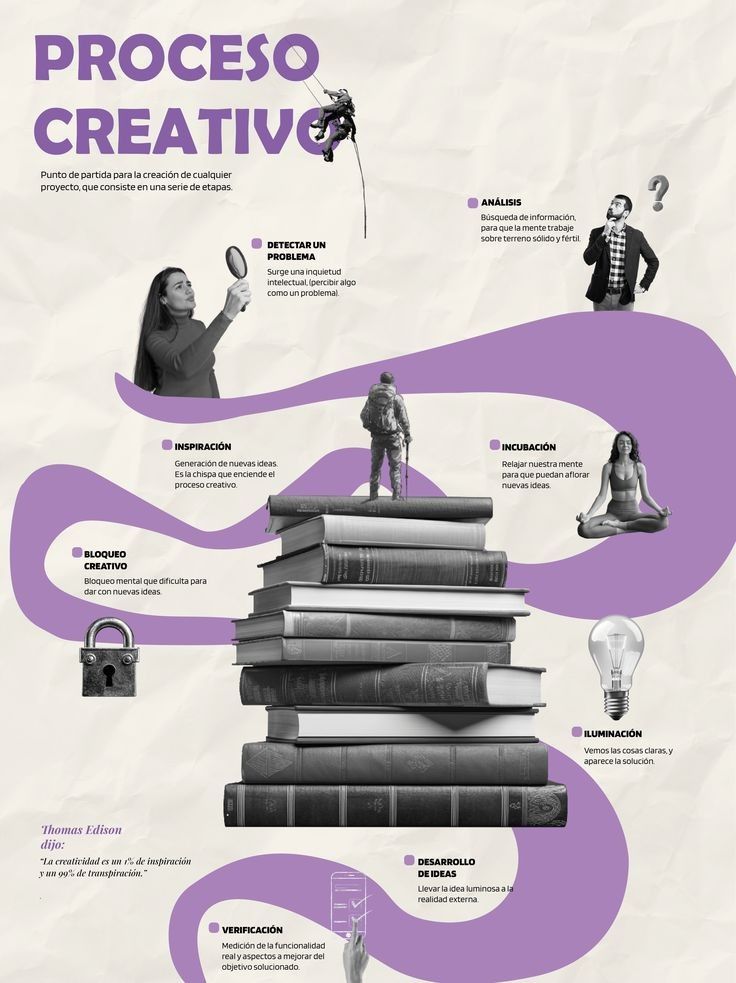 PROCESO
CREATIVO
Punto de partida para la creación de cualquier
proyecto, que consiste en una serie de etapas.
ANÁLISIS
Búsqueda de información,
para que la mente trabaje
sobre terreno sólido y fértil.
DETECTAR UN
PROBLEMA
Surge una inquietud
intelectual, (percibir algo
como un problema).
INSPIRACIÓN
Generación de nuevas ideas.
Es la chispa que enciende el
proceso creativo.
INCUBACIÓN
Relajar nuestra mente
para que puedan aflorar
nuevas ideas.
BLOQUEO
CREATIVO
Bloqueo mental que dificulta para
dar con nuevas ideas.
ILUMINACIÓN
Vemos las cosas claras, y
aparece la solución.
Thomas Edison
dijo:
“La creatividad es un 1% de inspiración
y un 99% de transpiración.”
DESARROLLO
DE IDEAS
Llevar la idea luminosa a la
realidad externa.
VERIFICACIÓN
Medición de la funcionalidad
real y aspectos a mejorar del
objetivo solucionado.